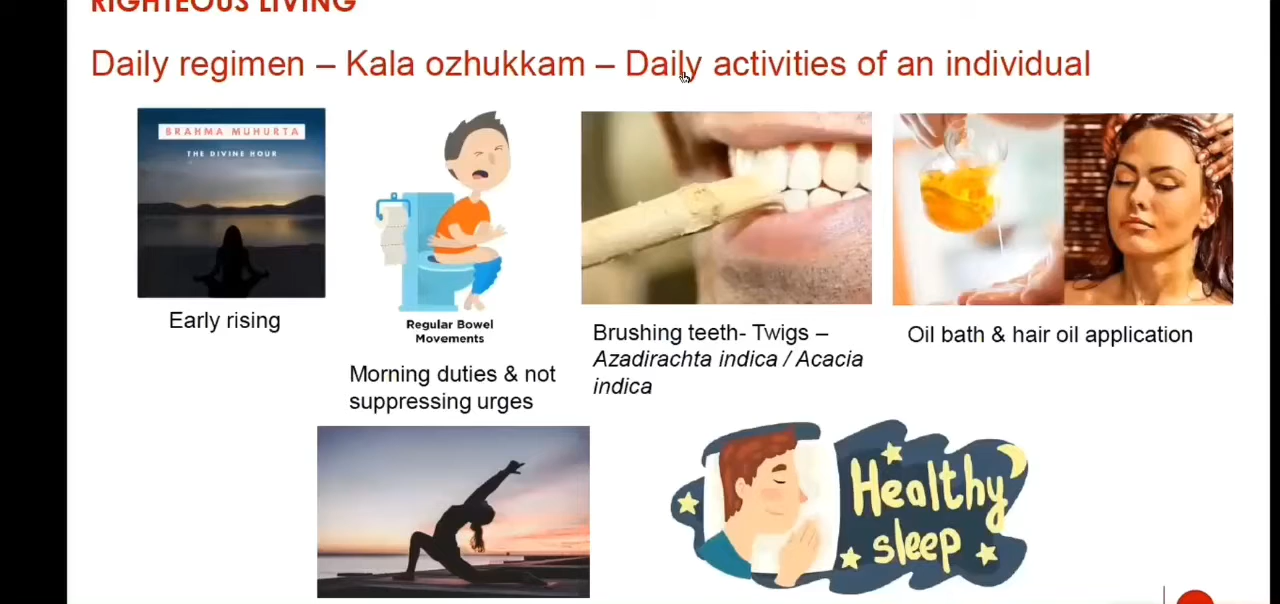 RIGHTEOUS LIVING
Daily regimen – Kala ozhukkam – Daily activities of an individual
BRAHMA MUHURTA
THE DIVINE HOUR
Early rising
Regular Bowel
Movements
Morning duties & not
suppressing urges
Brushing teeth- Twigs –
Azadirachta indica / Acacia
indica
Oil bath & hair oil application
Healthy
sleep